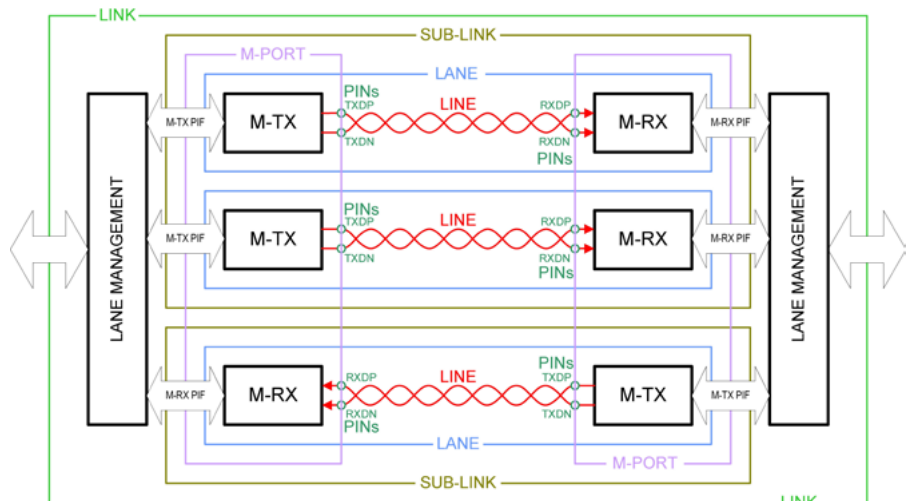 LINK
SUB-LINK
M-PORT
LANE
PINs
TXDP
LINE
RXDP
M-TX PIF
M-TX
M-RX
M-RX PIF
TXDN
RXDN
PINs
PINs
TXDP
LINE
RXDP
M-TX PIF
M-TX
M-RX
M-RX PIF
TXDN
RXDN
PINs
LANE MANAGEMENT
LANE MANAGEMENT
PINs
RXDP
LINE
TXDP
M-RX PIF
M-RX
M-TX
M-TX PIF
RXDN
TXDN
PINs
LANE
M-PORT
SUB-LINK
LINK